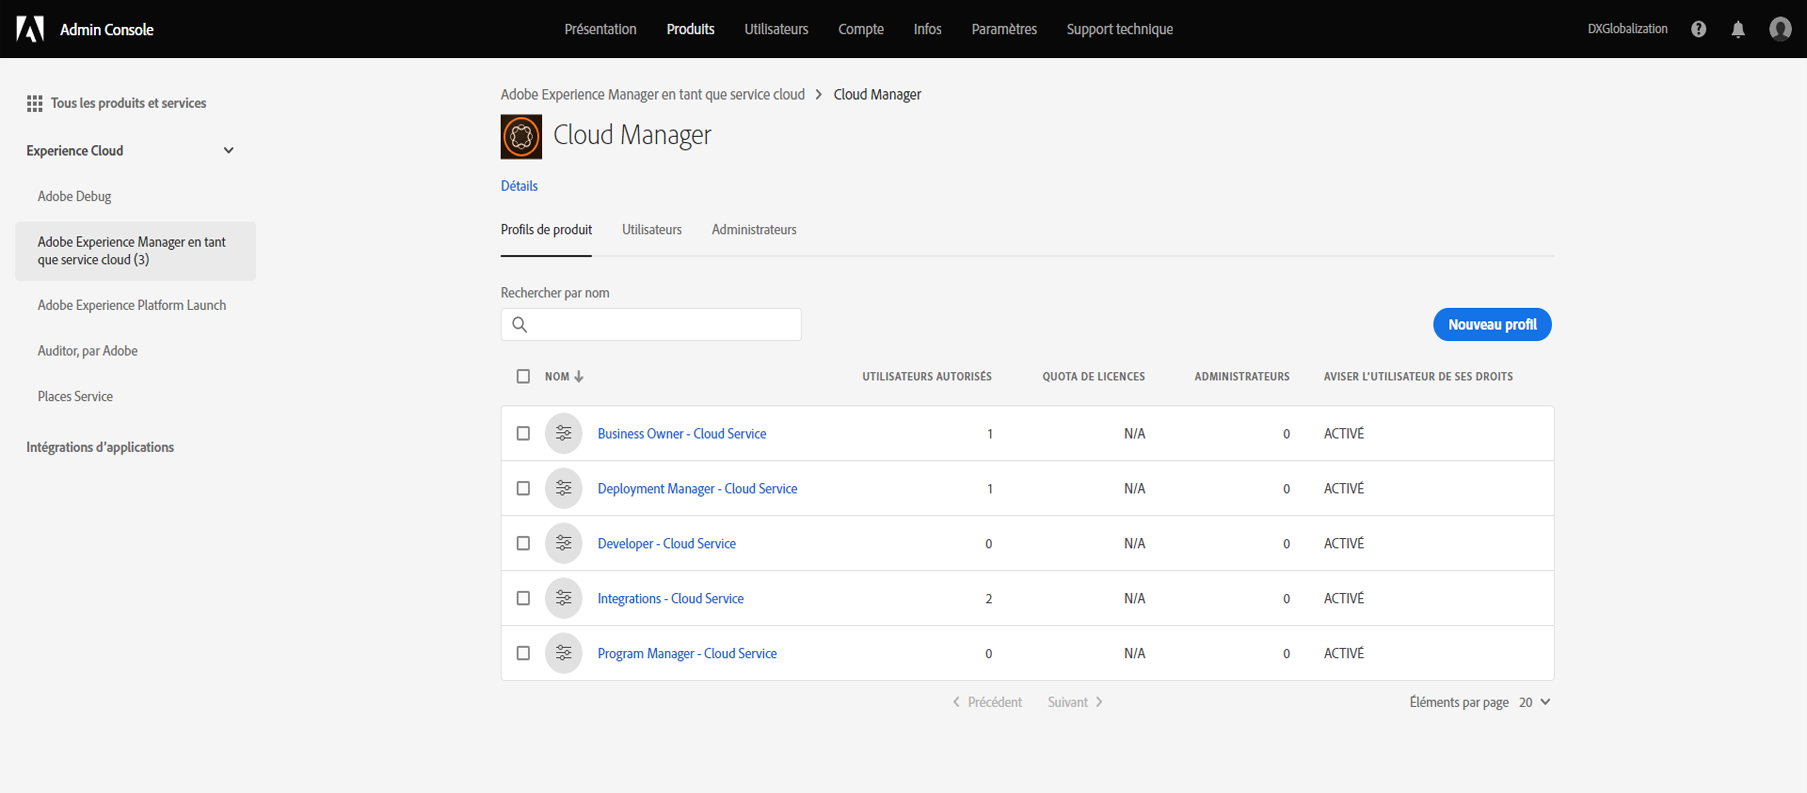 Admin Console
Présentation
Produits
Utilisateurs
Compte
Infos
Paramètres
Support technique
DXGlobalization
Tous les produits et services
Experience Cloud
Adobe Debug
Adobe Experience Manager en tant
que service cloud (3)
Adobe Experience Platform Launch
Auditor, par Adobe
Places Service
Intégrations d’applications
Adobe Experience Manager en tant que service cloud > Cloud Manager
Cloud Manager
Détails
Profils de produit
Utilisateurs
Administrateurs
Rechercher par nom
Nouveau profil
NOM
UTILISATEURS AUTORISÉS
QUOTA DE LICENCES
ADMINISTRATEURS
AVISER L’UTILISATEUR DE SES DROITS
Business Owner - Cloud Service 1 N/A 0 ACTIVÉ
Deployment Manager - Cloud Service 1 N/A 0 ACTIVÉ
Developer - Cloud Service 0 N/A 0 ACTIVÉ
Integrations - Cloud Service 2 N/A 0 ACTIVÉ
Program Manager - Cloud Service 0 N/A 0 ACTIVÉ
Précédent
Suivant
Éléments par page 20